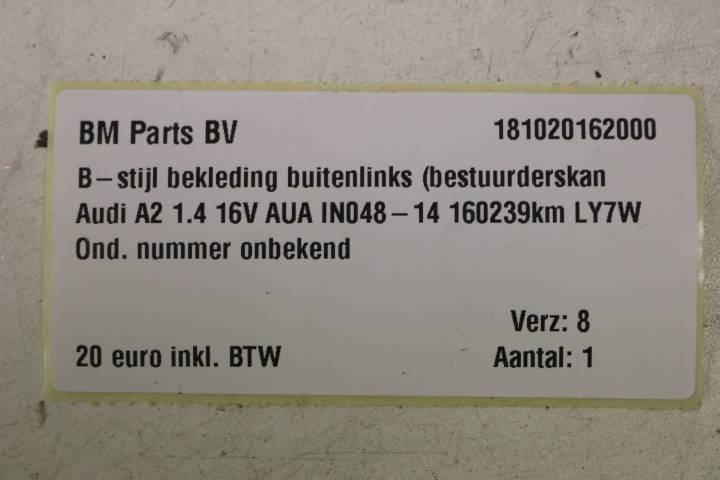 BM Parts BV 181020162000
B-stijl bekleding buitenlinks (bestuurderskan
Audi A2 1.4 16V AUA IN048-14 160239km LY7W
Ond. nummer onbekend
Verz: 8
20 euro inkl. BTW Aantal: 1